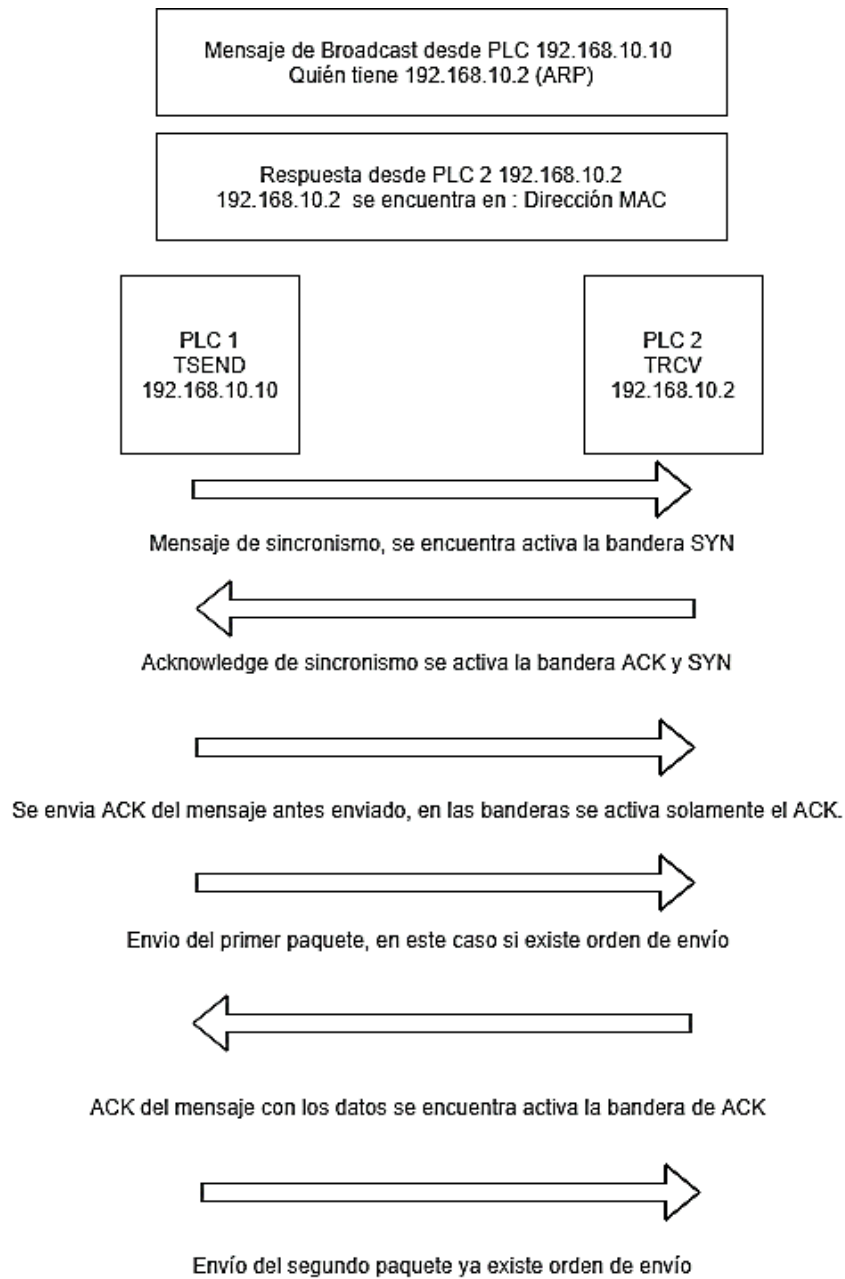 Mensaje de Broadcast desde PLC 192.168.10.10
Quién tiene 192.168.10.2 (ARP)
Respuesta desde PLC 2 192.168.10.2
192.168.10.2 se encuentra en : Dirección MAC
PLC 1
TSEND
192.168.10.10
PLC 2
TRCV
192.168.10.2
Mensaje de sincronismo, se encuentra activa la bandera SYN
Acknowledge de sincronismo se activa la bandera ACK y SYN
Se envia ACK del mensaje antes enviado, en las banderas se activa solamente el ACK.
Envio del primer paquete, en este caso si existe orden de envío
ACK del mensaje con los datos se encuentra activa la bandera de ACK
Envío del segundo paquete ya existe orden de envío